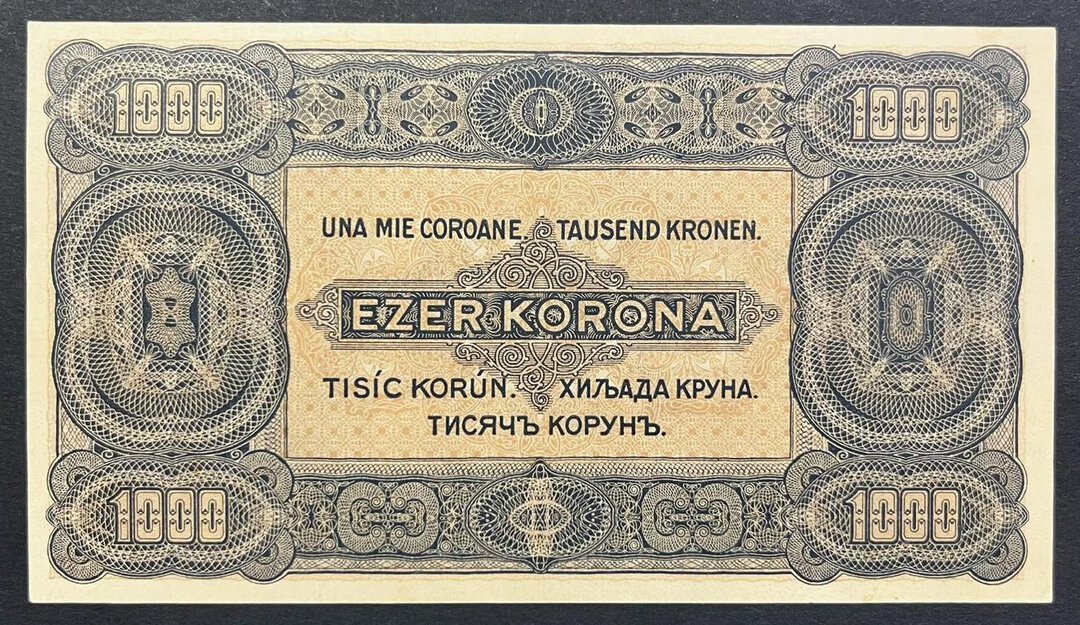 1000 1000
UNA MIE COROANE. TAUSEND KRONEN.
EZER KORONA
TISÍC KORÚN. ХИЉАДА КРУНА.
ТИСЯЧЪ КОРУНЪ.
1000 1000